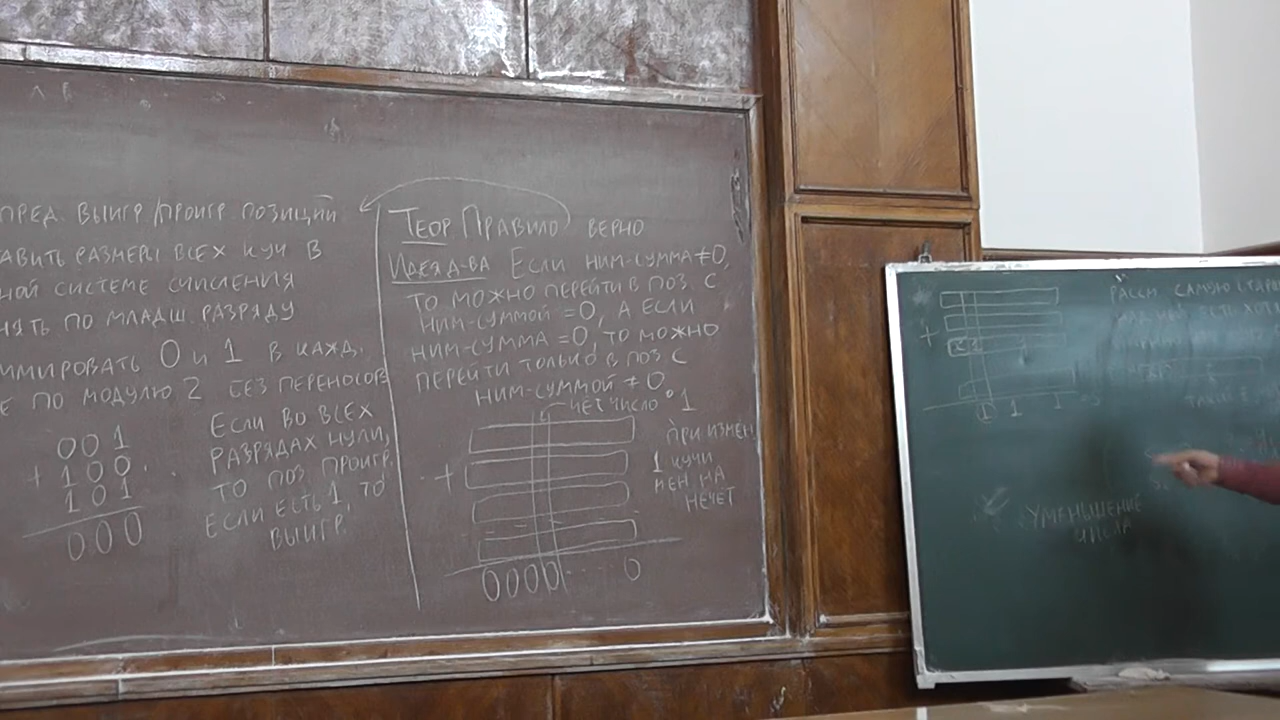 ПРЕД. ВЫИГР/ПРОИГР. ПОЗИЦИЙ
АВИТЬ РАЗМЕРЫ ВСЕХ КУЧ В
НОЙ СИСТЕМЕ СЧИСЛЕНИЯ
НЯТЬ ПО МЛАДШ. РАЗРЯДУ
ММИРОВАТЬ 0 И 1 В КАЖД.
Е ПО МОДУЛЮ 2 БЕЗ ПЕРЕНОСОВ
001
+ 100
101
000
ЕСЛИ ВО ВСЕХ
РАЗРЯДАХ НУЛИ,
ТО ПОЗ ПРОИГР.
ЕСЛИ ЕСТЬ 1, ТО
ВЫИГР.
ТЕОР ПРАВИЛО ВЕРНО
ИДЕЯ Д-ВА ЕСЛИ НИМ-СУММА ≠0,
ТО МОЖНО ПЕРЕЙТИ В ПОЗ. С
НИМ-СУММОЙ =0, А ЕСЛИ
НИМ-СУММА =0, ТО МОЖНО
ПЕРЕЙТИ ТОЛЬКО В ПОЗ С
НИМ-СУММОЙ ≠ 0.
ЧЕТ ЧИСЛО 1
+
0000 ... 0
ПРИ ИЗМЕН.
1 КУЧИ
МЕН НА
НЕЧЕТ
РАССМ. САМУЮ
+
1 1
УМЕНЬШЕНИЕ
ЧИСЛА